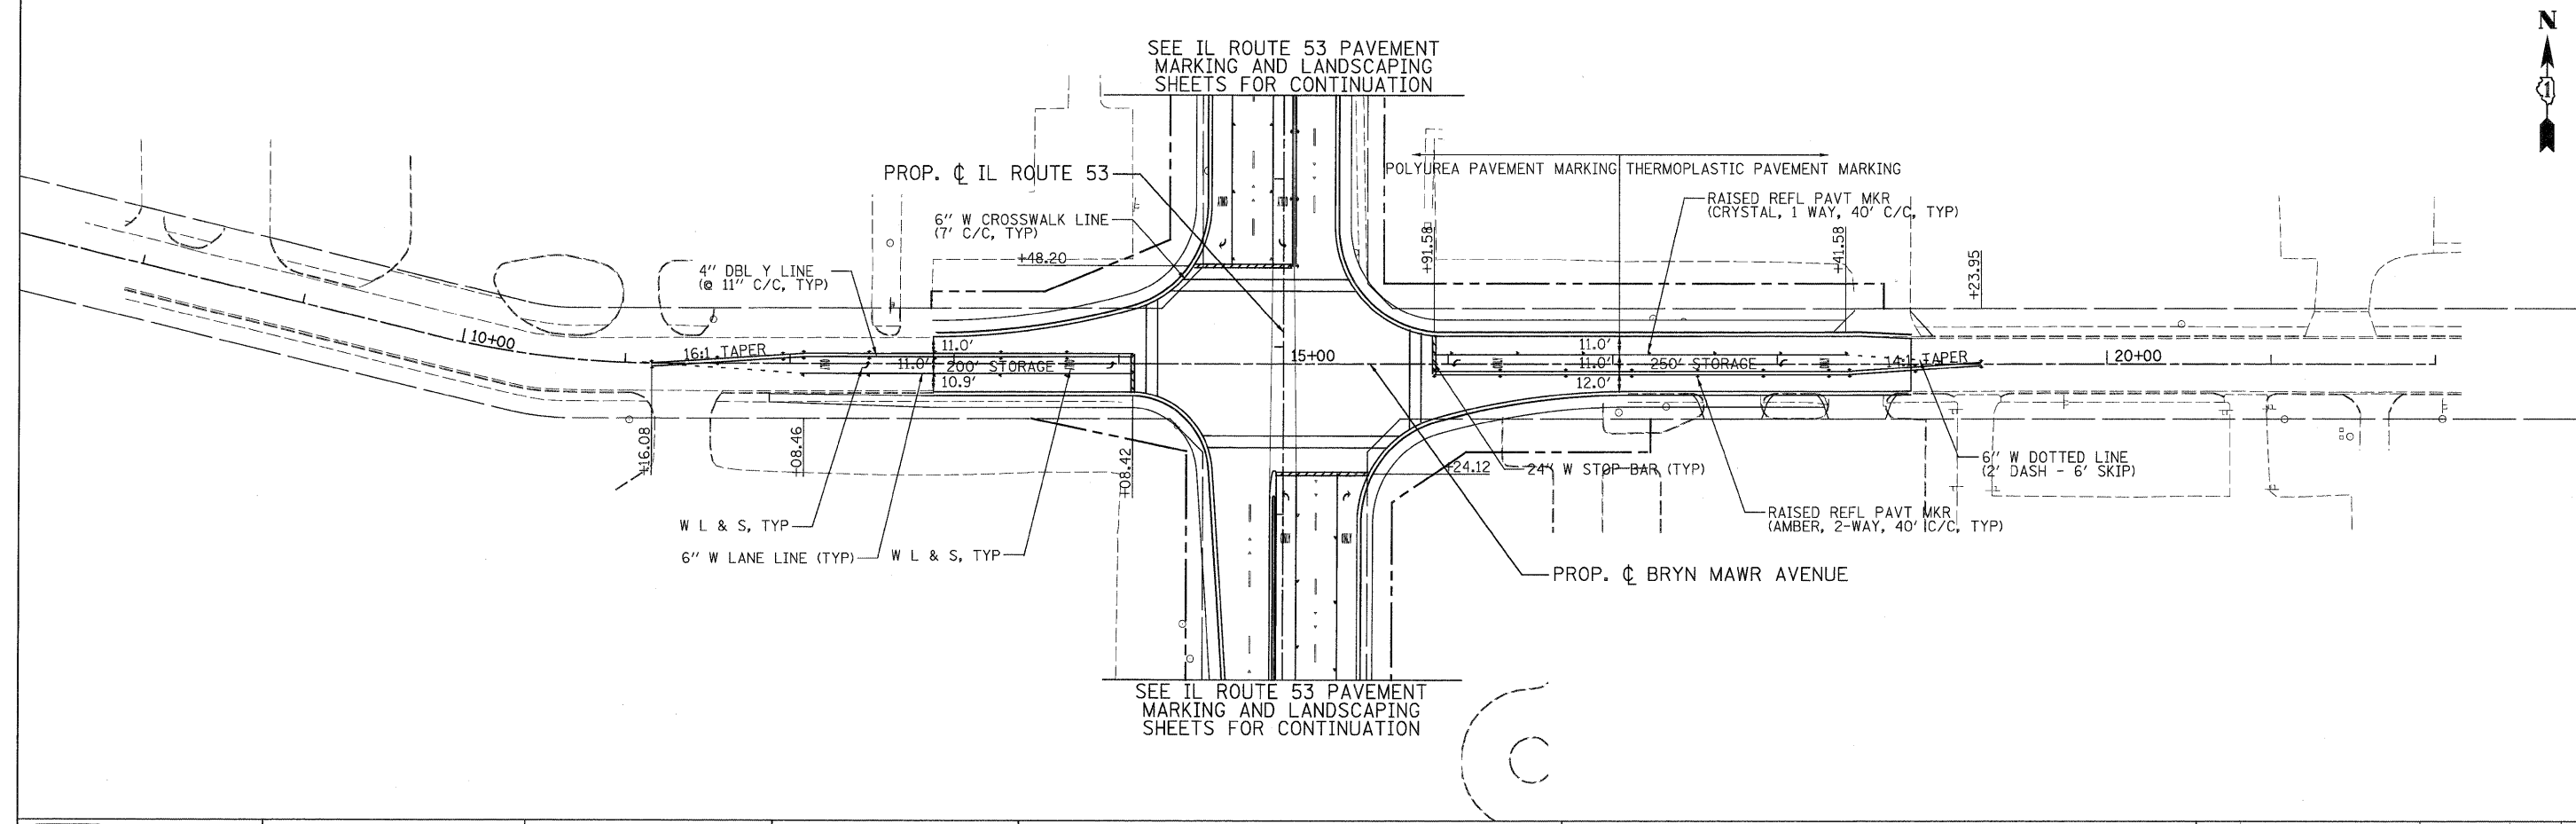 N
1
SEE IL ROUTE 53 PAVEMENT
MARKING AND LANDSCAPING
SHEETS FOR CONTINUATION
POLYUREA PAVEMENT MARKING
THERMOPLASTIC PAVEMENT MARKING
PROP. ℄ IL ROUTE 53
RAISED REFL PAVT MKR
(CRYSTAL, 1 WAY, 40' C/C, TYP)
6" W CROSSWALK LINE
(7' C/C, TYP)
+48.20
+91.58
+41.58
+23.95
4" DBL Y LINE
(@ 11" C/C, TYP)
10+00
16:1 TAPER
11.0'
11.0'
200' STORAGE
10.9'
15+00
11.0'
11.0'
250' STORAGE
12.0'
14:1 TAPER
20+00
+16.08
+08.46
+08.42
+24.12
24" W STOP BAR (TYP)
6" W DOTTED LINE
(2' DASH - 6' SKIP)
ONLY
ONLY
W L & S, TYP
6" W LANE LINE (TYP)
W L & S, TYP
RAISED REFL PAVT MKR
(AMBER, 2-WAY, 40' C/C, TYP)
PROP. ℄ BRYN MAWR AVENUE
SEE IL ROUTE 53 PAVEMENT
MARKING AND LANDSCAPING
SHEETS FOR CONTINUATION